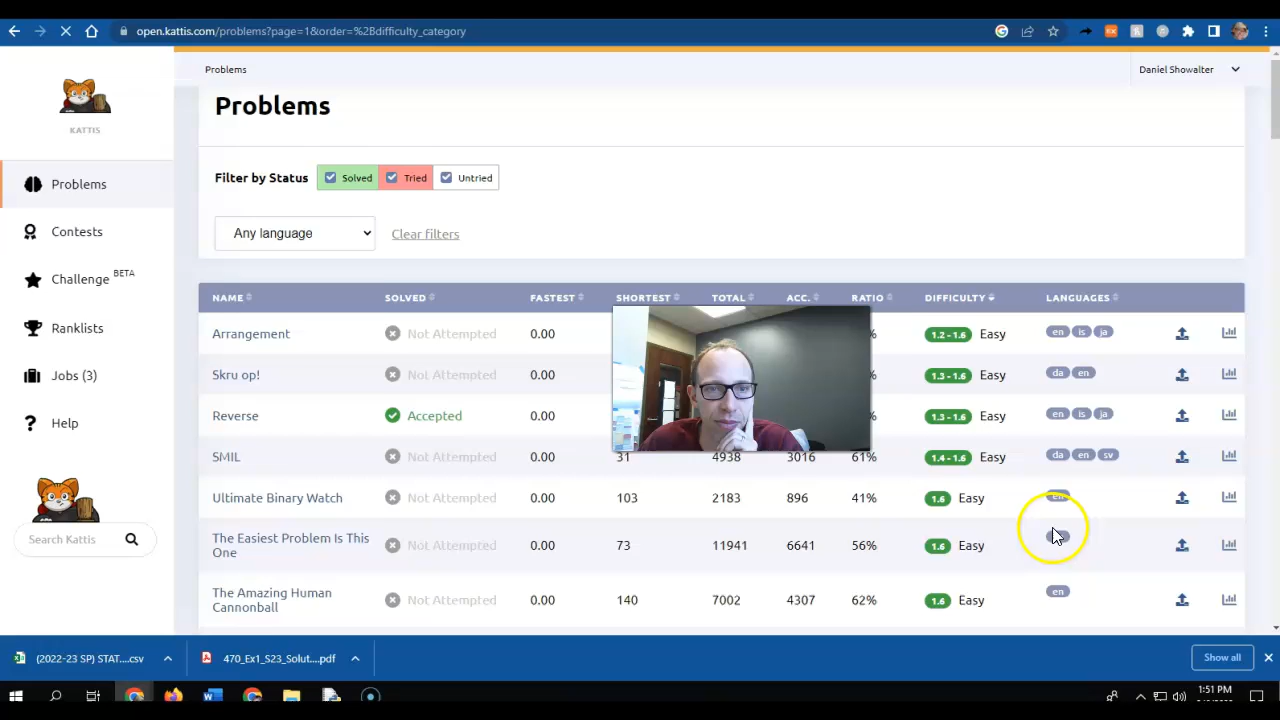 open.kattis.com/problems?page=1&order=%2Bdifficulty_category
KATTIS
Problems
Contests
Challenge BETA
Ranklists
Jobs (3)
Help
Search Kattis
Problems
Daniel Showalter
Problems
Filter by Status Solved Tried Untried
Any language Clear filters
NAME SOLVED FASTEST SHORTEST TOTAL ACC. RATIO DIFFICULTY LANGUAGES
Arrangement Not Attempted 0.00 % 1.2 - 1.6 Easy en is ja
Skru op! Not Attempted 0.00 % 1.3 - 1.6 Easy da en
Reverse Accepted 0.00 % 1.3 - 1.6 Easy en is ja
SMIL Not Attempted 0.00 31 4938 3016 61% 1.4 - 1.6 Easy da en sv
Ultimate Binary Watch Not Attempted 0.00 103 2183 896 41% 1.6 Easy en
The Easiest Problem Is This One Not Attempted 0.00 73 11941 6641 56% 1.6 Easy
The Amazing Human Cannonball Not Attempted 0.00 140 7002 4307 62% 1.6 Easy en
(2022-23 SP) STAT....csv
470_Ex1_S23_Solut....pdf
Show all
1:51 PM